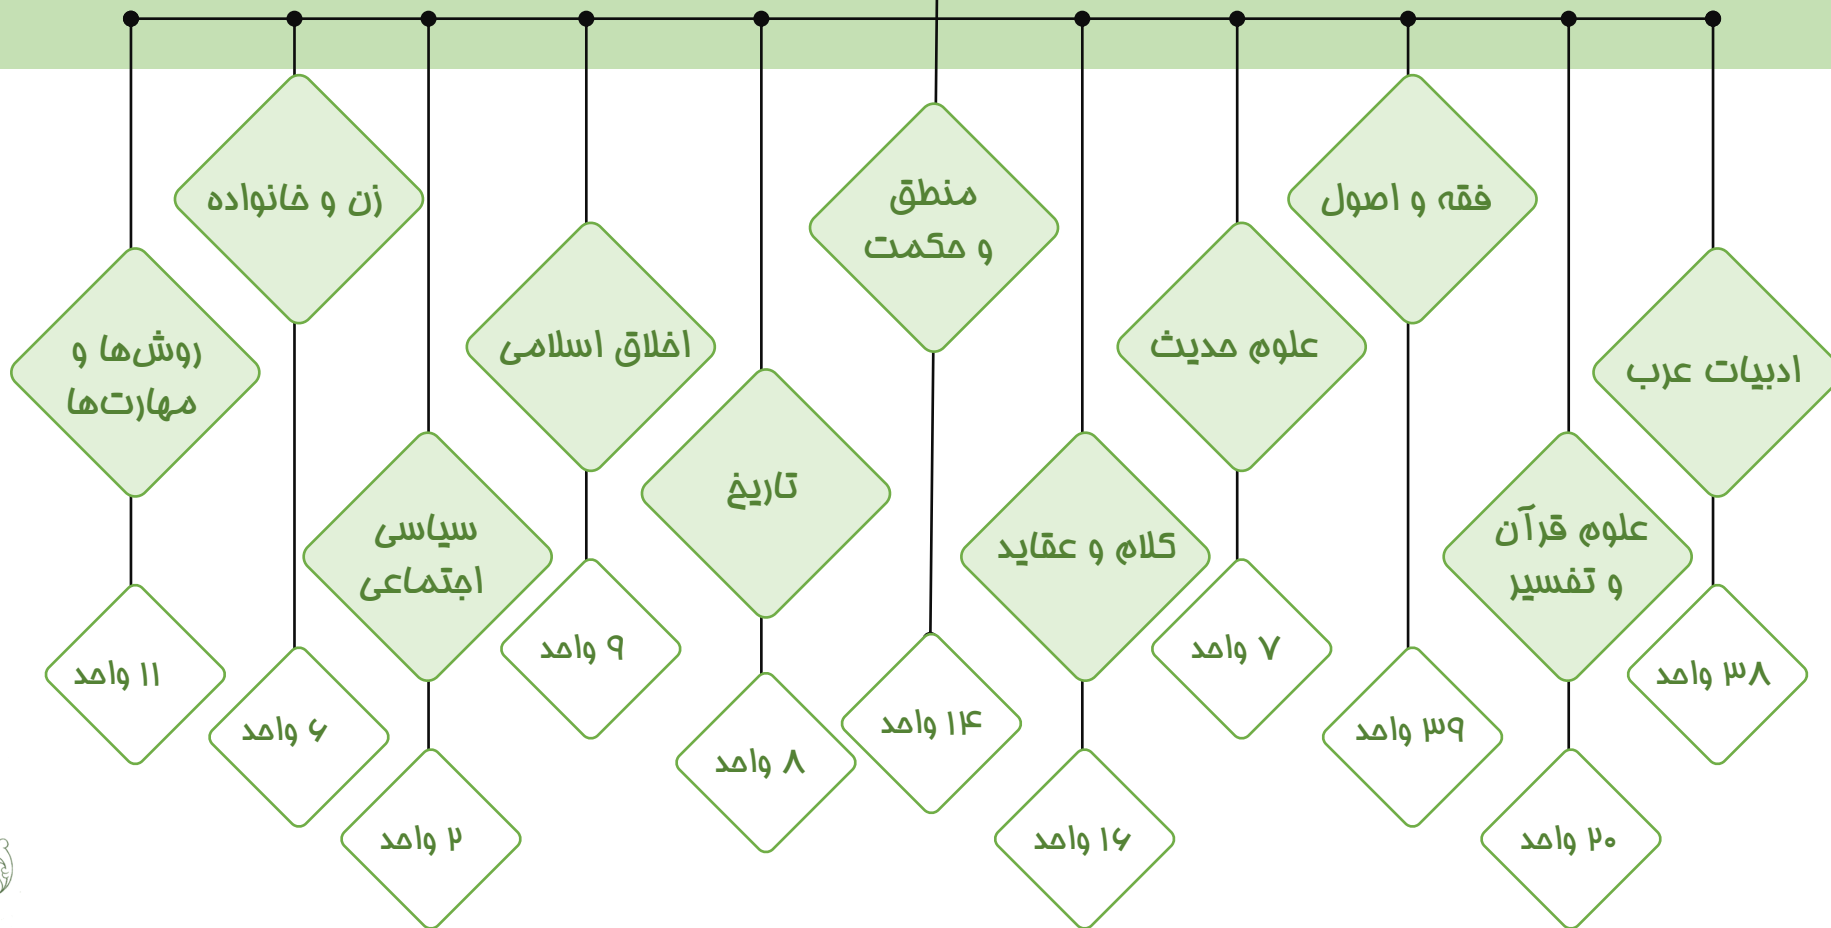 ادبیات عرب
۳۸ واحد
علوم قرآن
و تفسیر
۲۰ واحد
فقه و اصول
۳۹ واحد
علوم حدیث
۷ واحد
کلام و عقاید
۱۶ واحد
منطق
و حکمت
۱۴ واحد
تاریخ
۸ واحد
اخلاق اسلامی
۹ واحد
سیاسی
اجتماعی
۲ واحد
زن و خانواده
۶ واحد
روش‌ها و
مهارت‌ها
۱۱ واحد